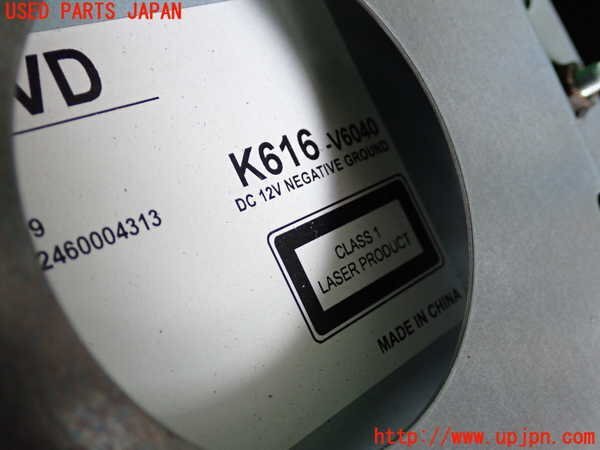 USED PARTS JAPAN
VD
K616-V6040
DC 12V NEGATIVE GROUND
9
2460004313
CLASS 1
LASER PRODUCT
MADE IN CHINA
http://www.upjpn.com